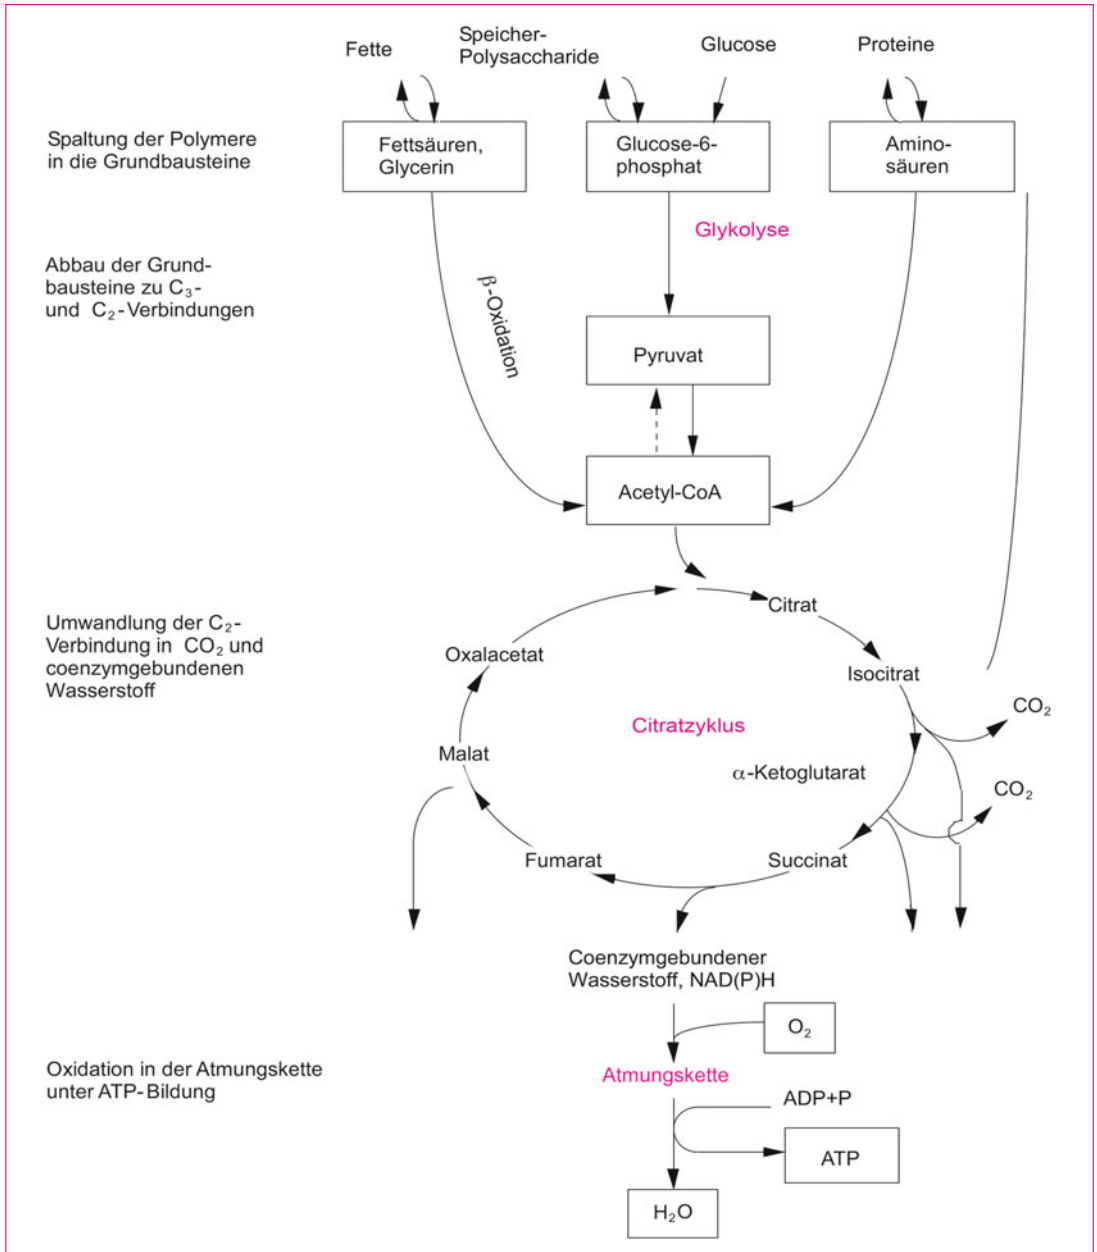 Fette
Speicher-
Polysaccharide
Glucose
Proteine
Spaltung der Polymere
in die Grundbausteine
Fettsäuren,
Glycerin
Glucose-6-
phosphat
Amino-
säuren
Glykolyse
Abbau der Grund-
bausteine zu C₃-
und C₂-Verbindungen
β-Oxidation
Pyruvat
Acetyl-CoA
Umwandlung der C₂-
Verbindung in CO₂ und
coenzymgebundenen
Wasserstoff
Citrat
Oxalacetat
Isocitrat
CO₂
Citratzyklus
Malat
α-Ketoglutarat
CO₂
Fumarat
Succinat
Coenzymgebundener
Wasserstoff, NAD(P)H
O₂
Oxidation in der Atmungskette
unter ATP-Bildung
Atmungskette
ADP+P
ATP
H₂O